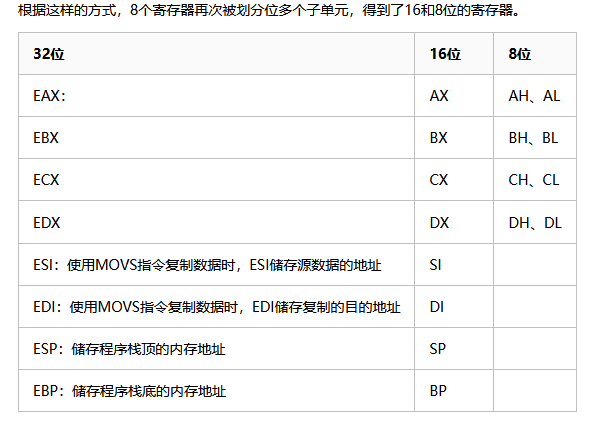 根据这样的方式，8个寄存器再次被划分位多个子单元，得到了16和8位的寄存器。
32位 16位 8位
EAX： AX AH、AL
EBX BX BH、BL
ECX CX CH、CL
EDX DX DH、DL
ESI：使用MOVS指令复制数据时，ESI储存源数据的地址 SI
EDI：使用MOVS指令复制数据时，EDI储存复制的目的地址 DI
ESP：储存程序栈顶的内存地址 SP
EBP：储存程序栈底的内存地址 BP